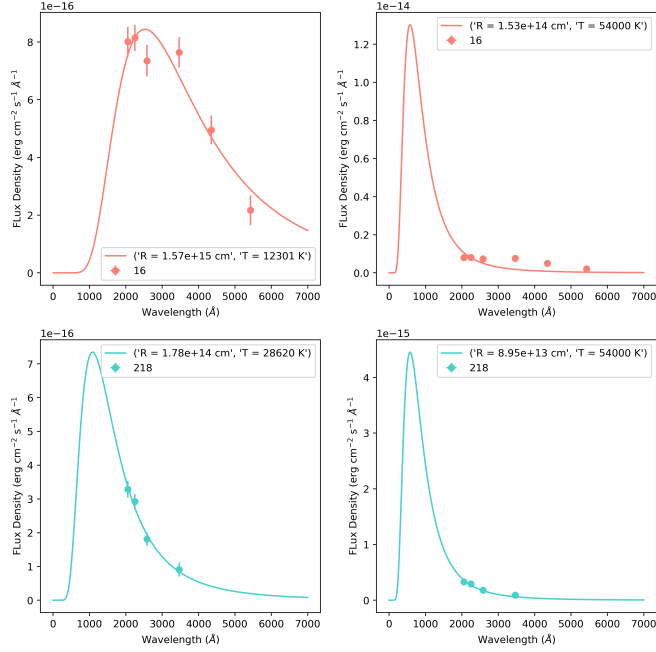 1e−16
FLux Density (erg cm−2 s−1 Å−1)
8
6
4
2
0
('R = 1.57e+15 cm', 'T = 12301 K')
16
0 1000 2000 3000 4000 5000 6000 7000
Wavelength (Å)
1e−14
FLux Density (erg cm−2 s−1 Å−1)
('R = 1.53e+14 cm', 'T = 54000 K')
16
1.2
1.0
0.8
0.6
0.4
0.2
0.0
0 1000 2000 3000 4000 5000 6000 7000
Wavelength (Å)
1e−16
FLux Density (erg cm−2 s−1 Å−1)
('R = 1.78e+14 cm', 'T = 28620 K')
218
7
6
5
4
3
2
1
0
0 1000 2000 3000 4000 5000 6000 7000
Wavelength (Å)
1e−15
FLux Density (erg cm−2 s−1 Å−1)
('R = 8.95e+13 cm', 'T = 54000 K')
218
4
3
2
1
0
0 1000 2000 3000 4000 5000 6000 7000
Wavelength (Å)